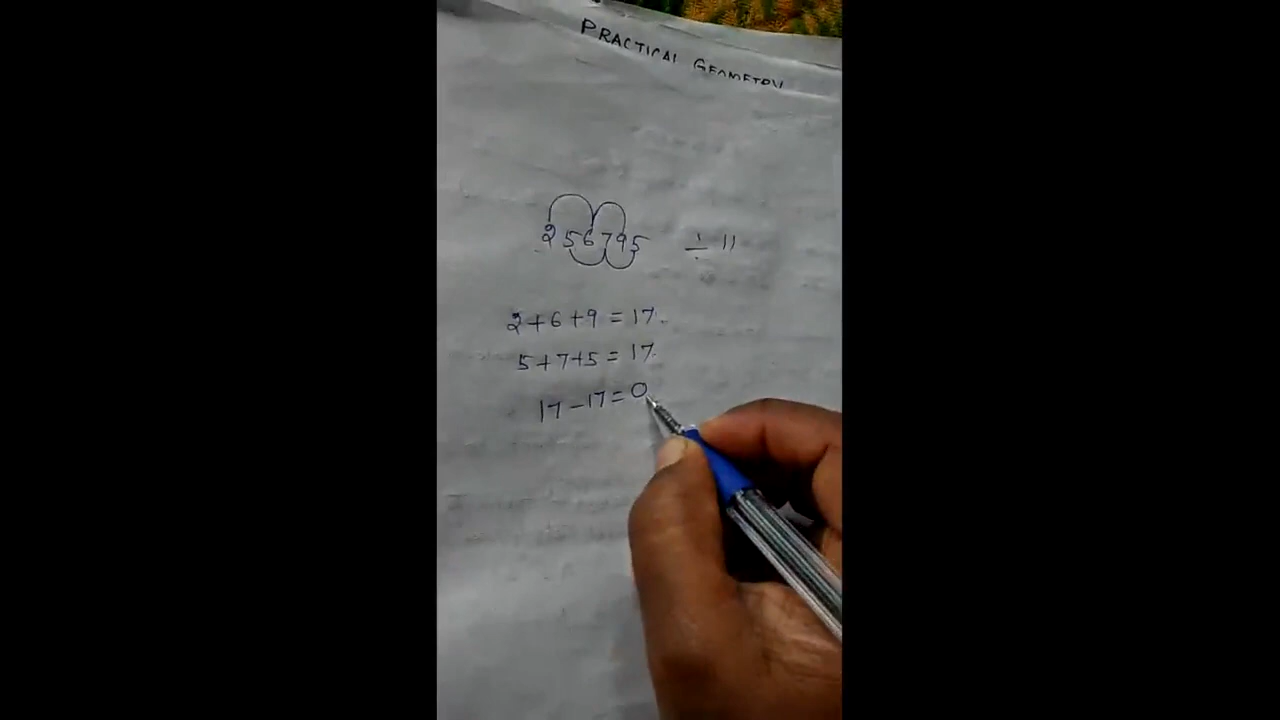 PRACTICAL GEOMETRY
256795 ÷ 11
2+6+9=17.
5+7+5=17.
17-17=0